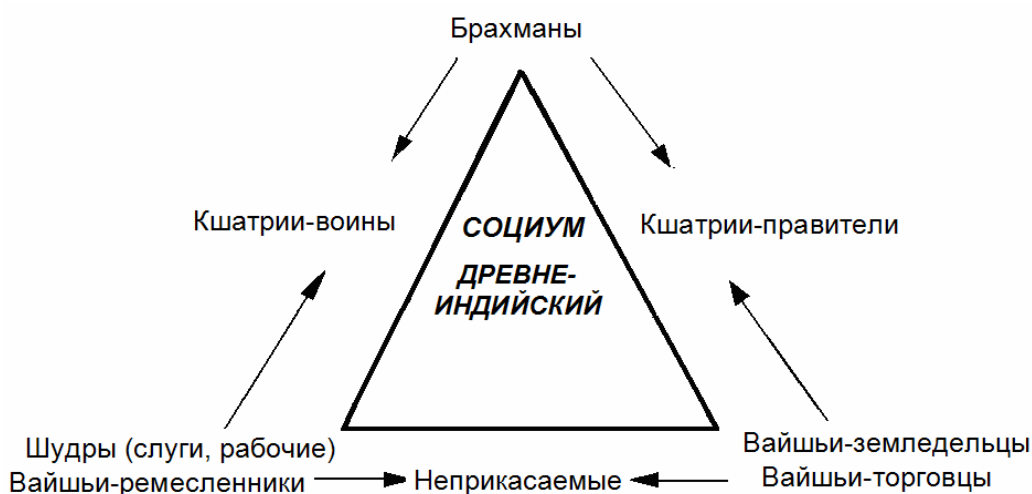 Брахманы
Кшатрии-воины
СОЦИУМ
Кшатрии-правители
ДРЕВНЕ-
ИНДИЙСКИЙ
Шудры (слуги, рабочие)
Вайшьи-ремесленники
Неприкасаемые
Вайшьи-земледельцы
Вайшьи-торговцы